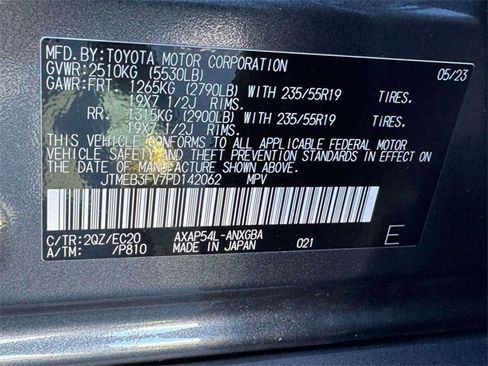 MFD. BY: TOYOTA MOTOR CORPORATION 05/23
GVWR: 2510KG (5530LB)
GAWR: FRT. 1265KG (2790LB) WITH 235/55R19 TIRES.
19X7 1/2J RIMS.
RR. 1315KG (2900LB) WITH 235/55R19 TIRES
19X7 1/2J RIMS.
THIS VEHICLE CONFORMS TO ALL APPLICABLE FEDERAL MOTOR
VEHICLE SAFETY AND THEFT PREVENTION STANDARDS IN EFFECT ON
THE DATE OF MANUFACTURE SHOWN ABOVE.
JTMEB3FV7PD142062 MPV
C/TR: 2QZ/EC20 AXAP54L-ANXGBA
A/TM: /P810 MADE IN JAPAN 021 E